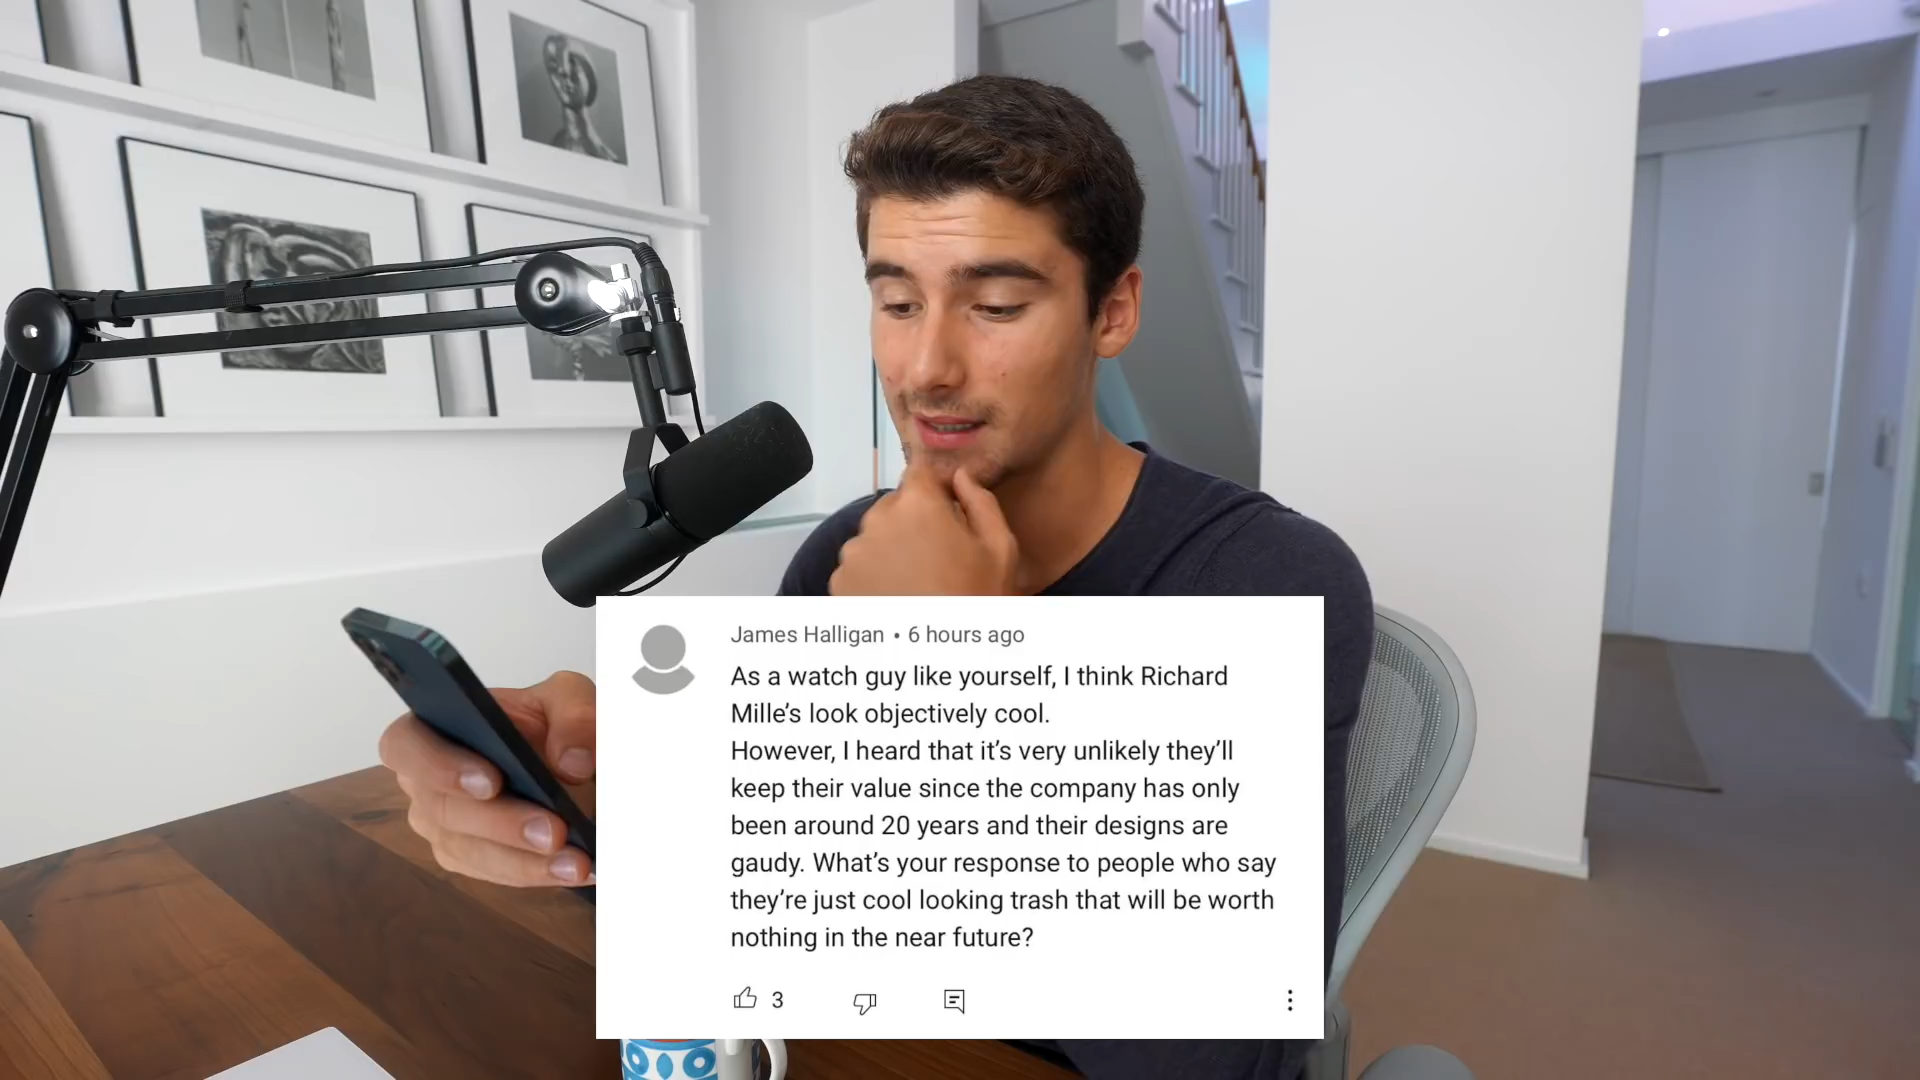 James Halligan • 6 hours ago
As a watch guy like yourself, I think Richard
Mille’s look objectively cool.
However, I heard that it’s very unlikely they’ll
keep their value since the company has only
been around 20 years and their designs are
gaudy. What’s your response to people who say
they’re just cool looking trash that will be worth
nothing in the near future?
3